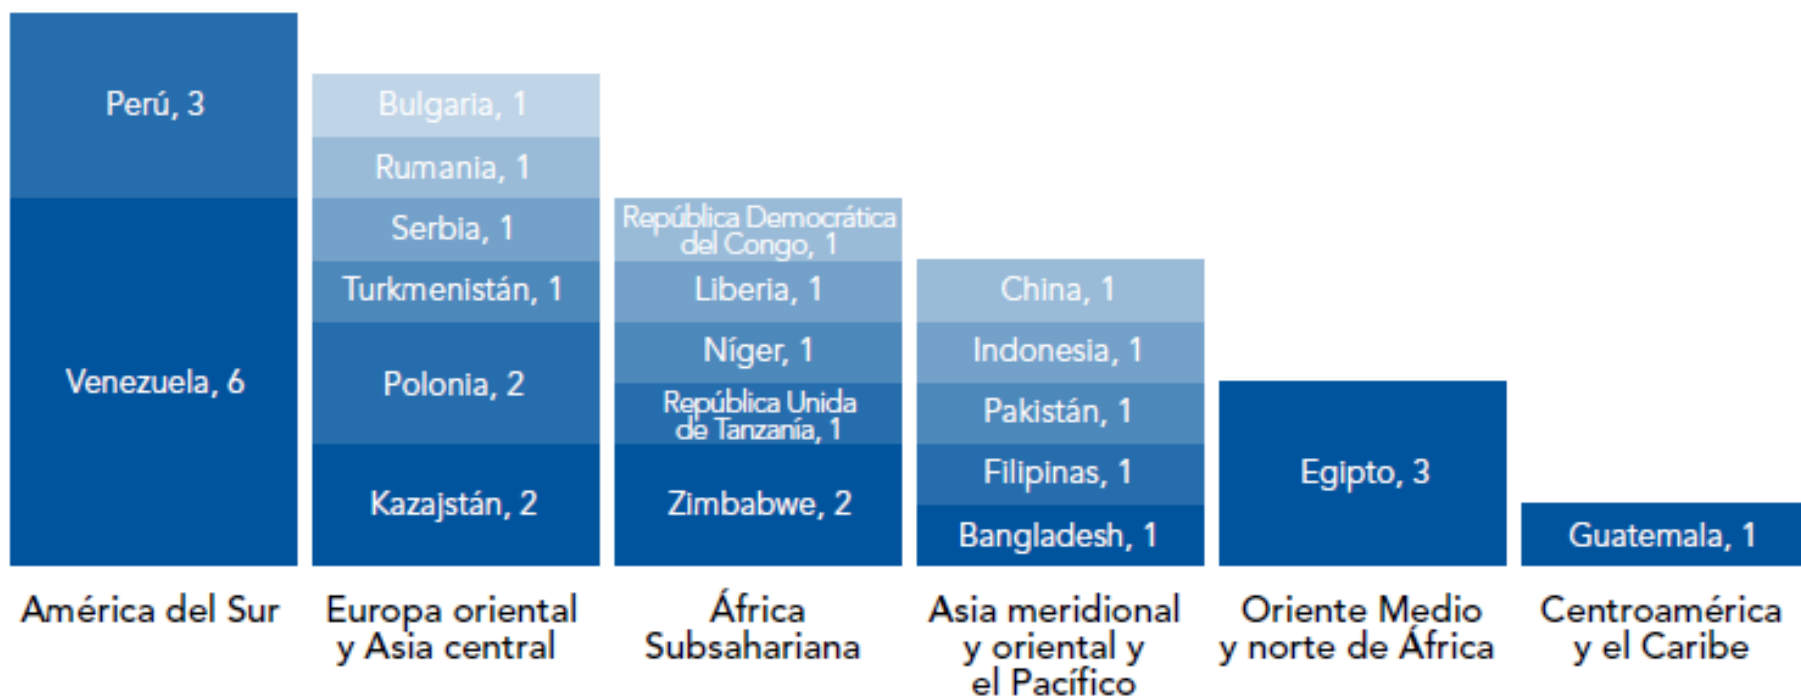 Perú, 3
Venezuela, 6
América del Sur
Bulgaria, 1
Rumania, 1
Serbia, 1
Turkmenistán, 1
Polonia, 2
Kazajstán, 2
Europa oriental
y Asia central
República Democrática
del Congo, 1
Liberia, 1
Níger, 1
República Unida
de Tanzanía, 1
Zimbabwe, 2
África
Subsahariana
China, 1
Indonesia, 1
Pakistán, 1
Filipinas, 1
Bangladesh, 1
Asia meridional
y oriental y
el Pacífico
Egipto, 3
Oriente Medio
y norte de África
Guatemala, 1
Centroamérica
y el Caribe